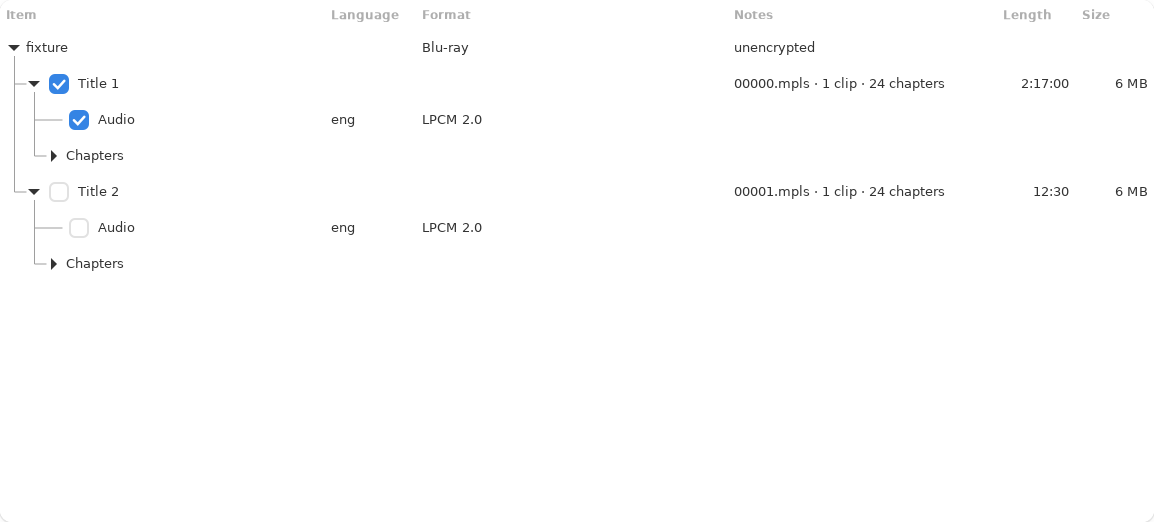 Item Language Format Notes Length Size
fixture Blu-ray unencrypted
Title 1 00000.mpls · 1 clip · 24 chapters 2:17:00 6 MB
Audio eng LPCM 2.0
Chapters
Title 2 00001.mpls · 1 clip · 24 chapters 12:30 6 MB
Audio eng LPCM 2.0
Chapters